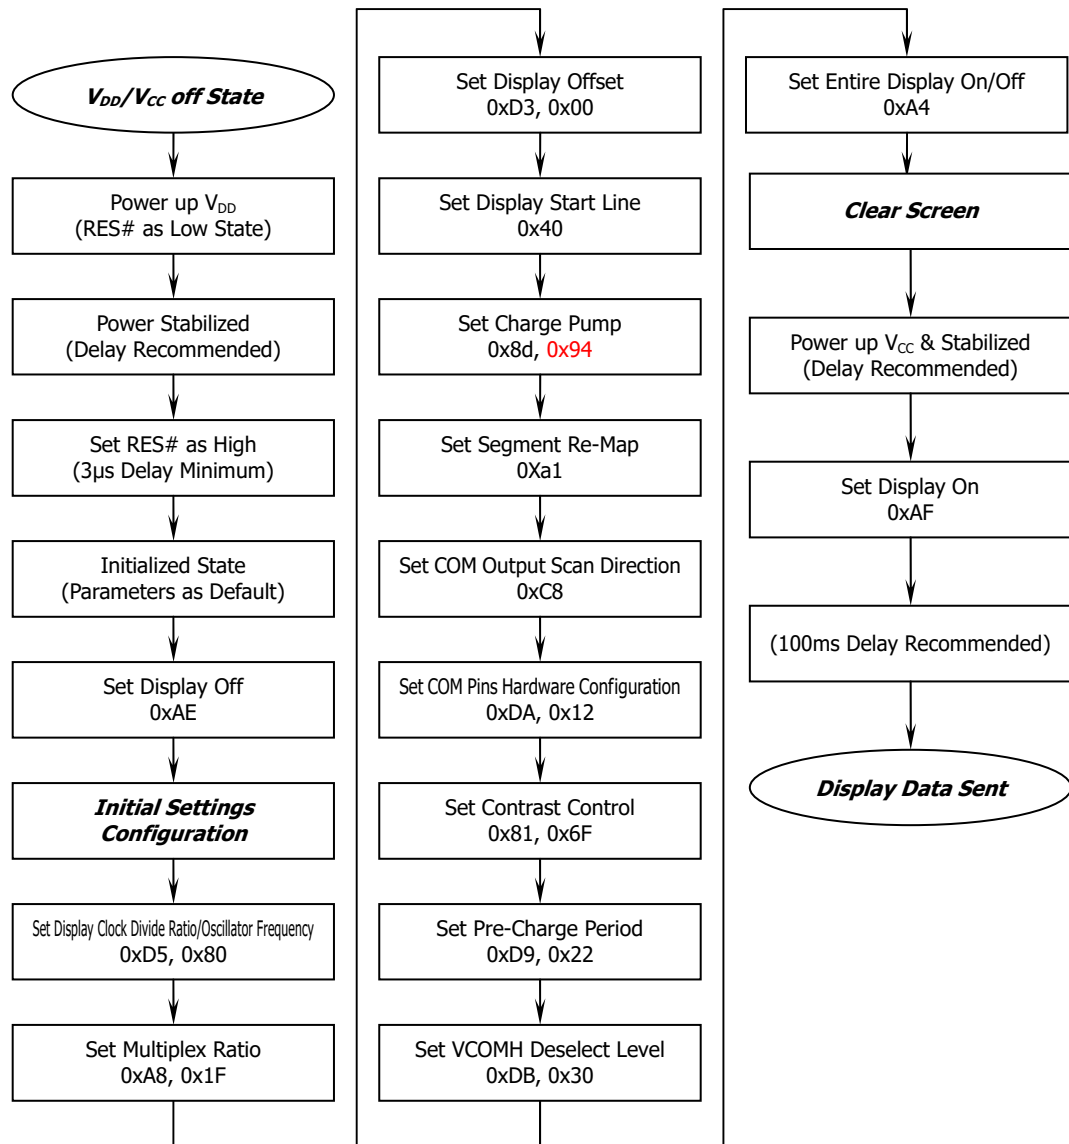 V_DD/V_CC off State
Power up V_DD
(RES# as Low State)
Power Stabilized
(Delay Recommended)
Set RES# as High
(3μs Delay Minimum)
Initialized State
(Parameters as Default)
Set Display Off
0xAE
Initial Settings
Configuration
Set Display Clock Divide Ratio/Oscillator Frequency
0xD5, 0x80
Set Multiplex Ratio
0xA8, 0x1F
Set Display Offset
0xD3, 0x00
Set Display Start Line
0x40
Set Charge Pump
0x8d, 0x94
Set Segment Re-Map
0Xa1
Set COM Output Scan Direction
0xC8
Set COM Pins Hardware Configuration
0xDA, 0x12
Set Contrast Control
0x81, 0x6F
Set Pre-Charge Period
0xD9, 0x22
Set VCOMH Deselect Level
0xDB, 0x30
Set Entire Display On/Off
0xA4
Clear Screen
Power up V_CC & Stabilized
(Delay Recommended)
Set Display On
0xAF
(100ms Delay Recommended)
Display Data Sent